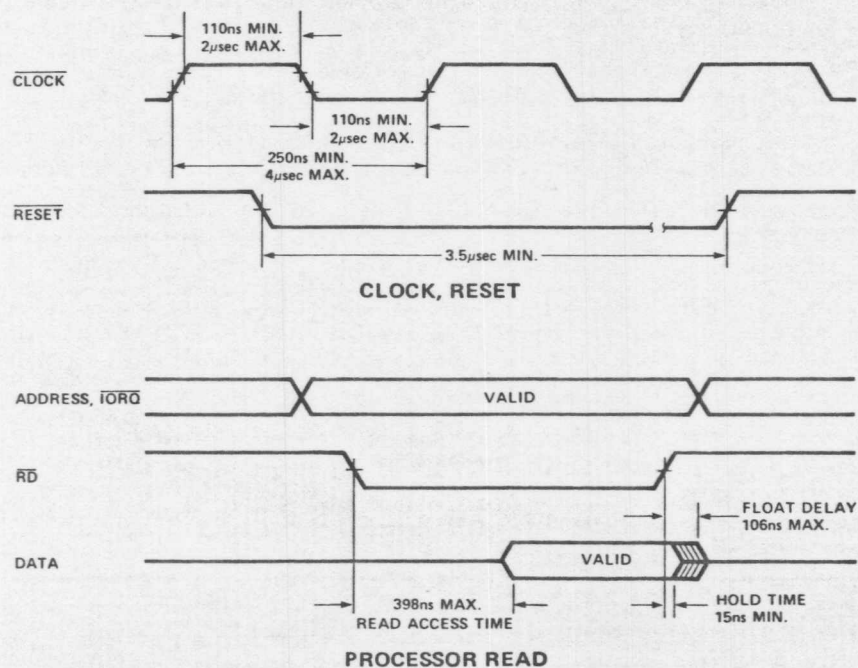 110ns MIN.
2μsec MAX.
CLOCK
110ns MIN.
2μsec MAX.
250ns MIN.
4μsec MAX.
RESET
3.5μsec MIN.
CLOCK, RESET
ADDRESS, IORQ
VALID
RD
FLOAT DELAY
106ns MAX.
DATA
VALID
398ns MAX.
READ ACCESS TIME
HOLD TIME
15ns MIN.
PROCESSOR READ